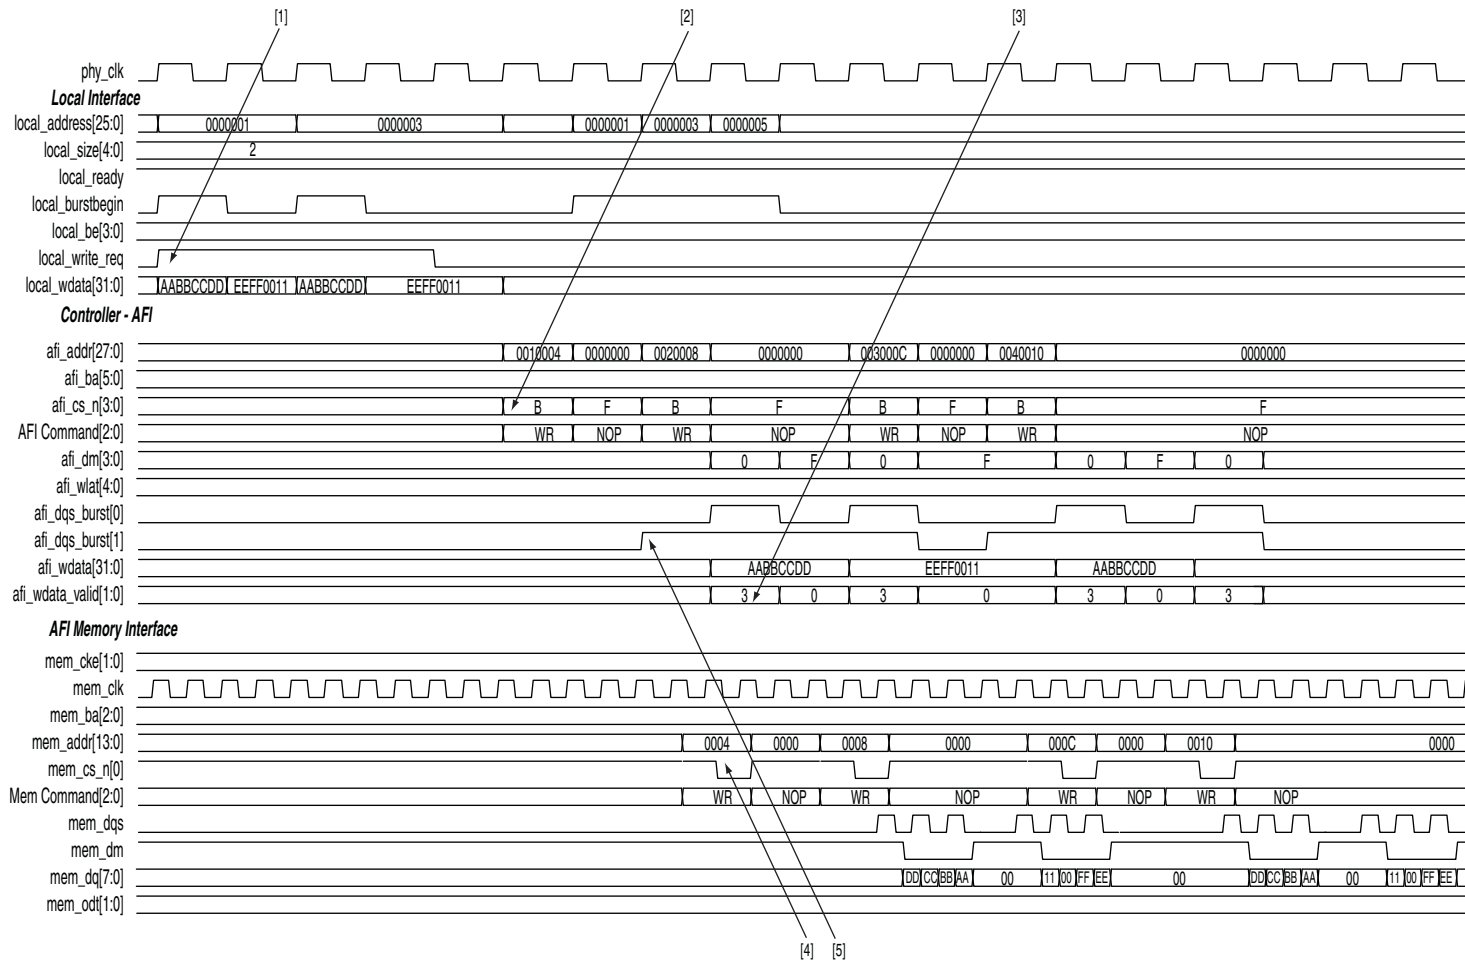 [1] [2] [3]
phy_clk
Local Interface
local_address[25:0] 0000001 0000003 0000001 0000003 0000005
local_size[4:0] 2
local_ready
local_burstbegin
local_be[3:0]
local_write_req
local_wdata[31:0] AABBCCDD EEFF0011 AABBCCDD EEFF0011
Controller - AFI
afi_addr[27:0] 0010004 0000000 0020008 0000000 003000C 0000000 0040010 0000000
afi_ba[5:0]
afi_cs_n[3:0] B F B F B F B F
AFI Command[2:0] WR NOP WR NOP WR NOP WR NOP
afi_dm[3:0] 0 F 0 F 0 F 0
afi_wlat[4:0]
afi_dqs_burst[0]
afi_dqs_burst[1]
afi_wdata[31:0] AABBCCDD EEFF0011 AABBCCDD
afi_wdata_valid[1:0] 3 0 3 0 3 0 3
AFI Memory Interface
mem_cke[1:0]
mem_clk
mem_ba[2:0]
mem_addr[13:0] 0004 0000 0008 0000 000C 0000 0010 0000
mem_cs_n[0]
Mem Command[2:0] WR NOP WR NOP WR NOP WR NOP
mem_dqs
mem_dm
mem_dq[7:0] DD CC BB AA 00 11 00 FF EE 00 DD CC BB AA 00 11 00 FF EE
mem_odt[1:0]
[4] [5]